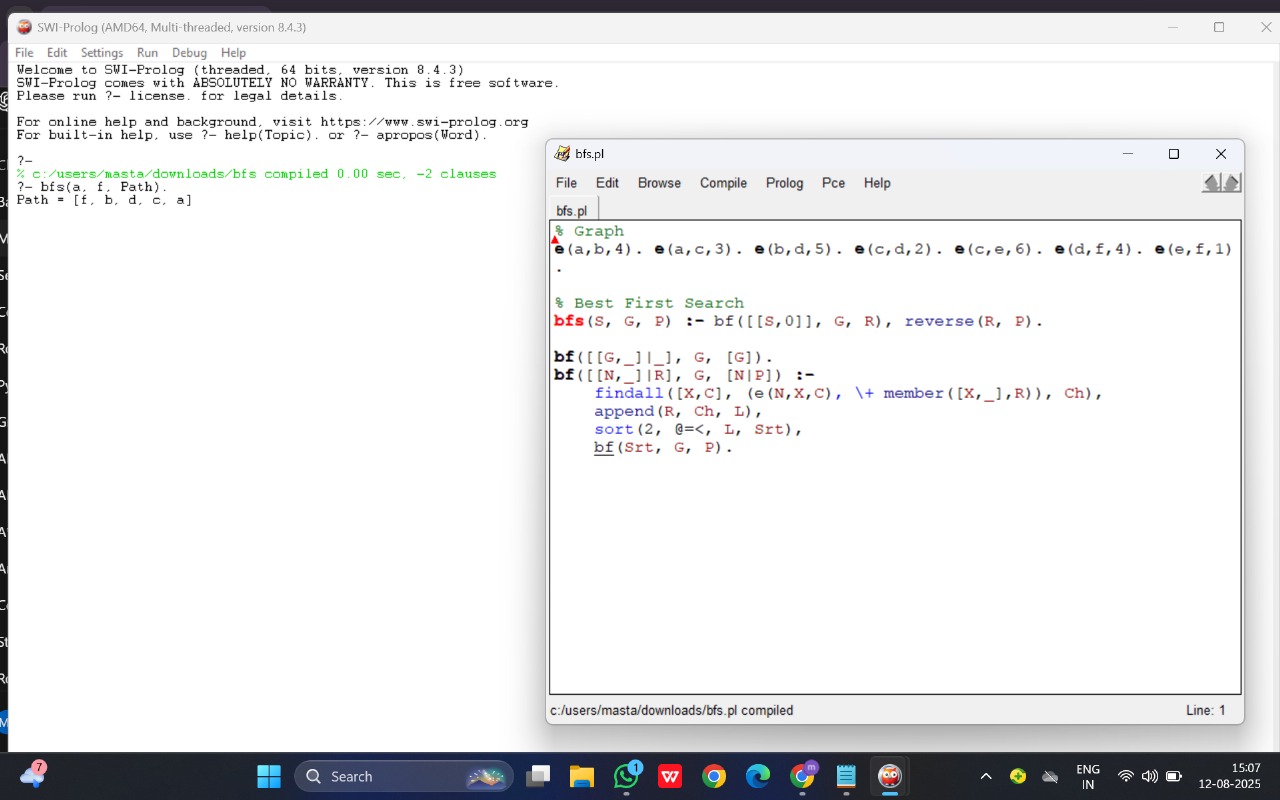 SWI-Prolog (AMD64, Multi-threaded, version 8.4.3)
File Edit Settings Run Debug Help
Welcome to SWI-Prolog (threaded, 64 bits, version 8.4.3)
SWI-Prolog comes with ABSOLUTELY NO WARRANTY. This is free software.
Please run ?- license. for legal details.
For online help and background, visit https://www.swi-prolog.org
For built-in help, use ?- help(Topic). or ?- apropos(Word).
?-
% c:/users/masta/downloads/bfs compiled 0.00 sec, -2 clauses
?- bfs(a, f, Path).
Path = [f, b, d, c, a]
bfs.pl
File Edit Browse Compile Prolog Pce Help
bfs.pl
% Graph
e(a,b,4). e(a,c,3). e(b,d,5). e(c,d,2). e(c,e,6). e(d,f,4). e(e,f,1)
.
% Best First Search
bfs(S, G, P) :- bf([[S,0]], G, R), reverse(R, P).
bf([[G,_]|_], G, [G]).
bf([[N,_]|R], G, [N|P]) :-
findall([X,C], (e(N,X,C), \+ member([X,_],R)), Ch),
append(R, Ch, L),
sort(2, @=<, L, Srt),
bf(Srt, G, P).
c:/users/masta/downloads/bfs.pl compiled Line: 1
7
Search
1
W
m
ENG
IN
15:07
12-08-2025